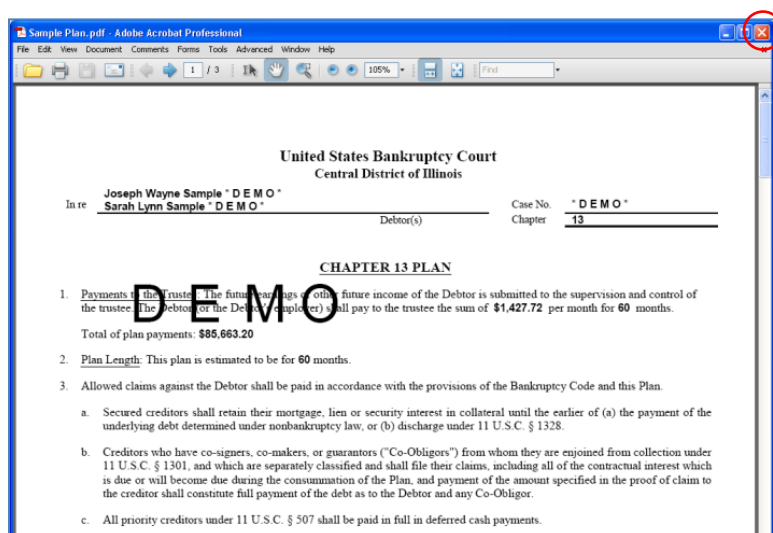 Sample Plan.pdf - Adobe Acrobat Professional
File Edit View Document Comments Forms Tools Advanced Window Help
1 / 3 105% Find
United States Bankruptcy Court
Central District of Illinois
Joseph Wayne Sample * D E M O *
In re Sarah Lynn Sample * D E M O * Case No. * D E M O *
Debtor(s) Chapter 13
CHAPTER 13 PLAN
1. Payments to the Trustee: The future earnings or other future income of the Debtor is submitted to the supervision and control of
the trustee. The Debtor (or the Debtor's employer) shall pay to the trustee the sum of $1,427.72 per month for 60 months.
D E M O
Total of plan payments: $85,663.20
2. Plan Length: This plan is estimated to be for 60 months.
3. Allowed claims against the Debtor shall be paid in accordance with the provisions of the Bankruptcy Code and this Plan.
a. Secured creditors shall retain their mortgage, lien or security interest in collateral until the earlier of (a) the payment of the
underlying debt determined under nonbankruptcy law, or (b) discharge under 11 U.S.C. § 1328.
b. Creditors who have co-signers, co-makers, or guarantors ("Co-Obligors") from whom they are enjoined from collection under
11 U.S.C. § 1301, and which are separately classified and shall file their claims, including all of the contractual interest which
is due or will become due during the consummation of the Plan, and payment of the amount specified in the proof of claim to
the creditor shall constitute full payment of the debt as to the Debtor and any Co-Obligor.
c. All priority creditors under 11 U.S.C. § 507 shall be paid in full in deferred cash payments.